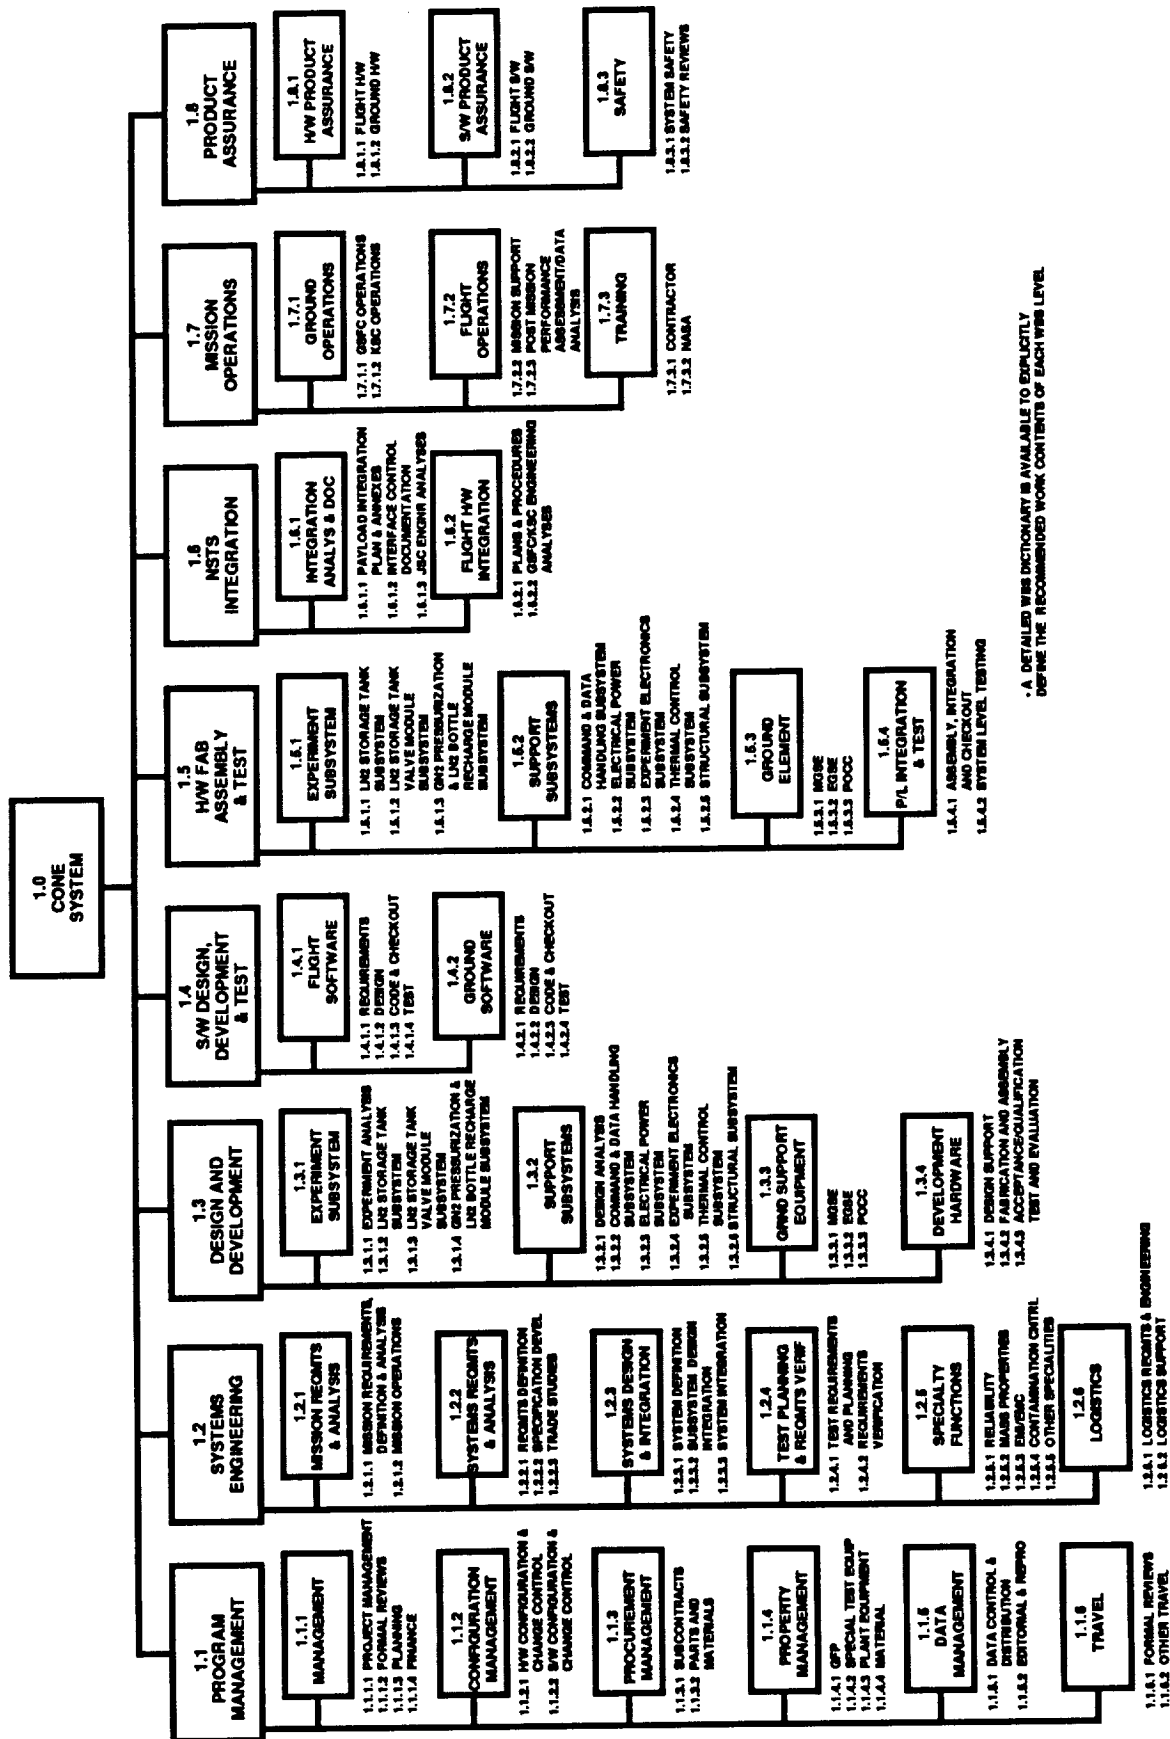 1.0
CONE
SYSTEM
1.1
PROGRAM
MANAGEMENT
1.1.1
MANAGEMENT
1.1.1.1 PROJECT MANAGEMENT
1.1.1.2 FORMAL REVIEWS
1.1.1.3 PLANNING
1.1.1.4 FINANCE
1.1.2
CONFIGURATION
MANAGEMENT
1.1.2.1 H/W CONFIGURATION &
CHANGE CONTROL
1.1.2.2 S/W CONFIGURATION &
CHANGE CONTROL
1.1.3
PROCUREMENT
MANAGEMENT
1.1.3.1 SUBCONTRACTS
1.1.3.2 PARTS AND
MATERIALS
1.1.4
PROPERTY
MANAGEMENT
1.1.4.1 GFP
1.1.4.2 SPECIAL TEST EQUIP
1.1.4.3 PLANT EQUIPMENT
1.1.4.4 MATERIAL
1.1.5
DATA
MANAGEMENT
1.1.5.1 DATA CONTROL &
DISTRIBUTION
1.1.5.2 EDITORIAL & REPRO
1.1.6
TRAVEL
1.1.6.1 FORMAL REVIEWS
1.1.6.2 OTHER TRAVEL
1.2
SYSTEMS
ENGINEERING
1.2.1
MISSION REQMTS
& ANALYSIS
1.2.1.1 MISSION REQUIREMENTS,
DEFINITION & ANALYSIS
1.2.1.2 MISSION OPERATIONS
1.2.2
SYSTEMS REQMTS
& ANALYSIS
1.2.2.1 REQMTS DEFINITION
1.2.2.2 SPECIFICATION DEVEL
1.2.2.3 TRADE STUDIES
1.2.3
SYSTEMS DESIGN
& INTEGRATION
1.2.3.1 SYSTEM DEFINITION
1.2.3.2 SUBSYSTEM DESIGN
INTEGRATION
1.2.3.3 SYSTEM INTEGRATION
1.2.4
TEST PLANNING
& REQMTS VERIF
1.2.4.1 TEST REQUIREMENTS
AND PLANNING
1.2.4.2 REQUIREMENTS
VERIFICATION
1.2.5
SPECIALTY
FUNCTIONS
1.2.5.1 RELIABILITY
1.2.5.2 MASS PROPERTIES
1.2.5.3 EMI/EMC
1.2.5.4 CONTAMINATION CNTRL
1.2.5.5 OTHER SPECIALITIES
1.2.6
LOGISTICS
1.2.6.1 LOGISTICS REQMTS & ENGINEERING
1.2.6.2 LOGISTICS SUPPORT
1.3
DESIGN AND
DEVELOPMENT
1.3.1
EXPERIMENT
SUBSYSTEM
1.3.1.1 EXPERIMENT ANALYSIS
1.3.1.2 LN2 STORAGE TANK
SUBSYSTEM
1.3.1.3 LN2 STORAGE TANK
VALVE MODULE
SUBSYSTEM
1.3.1.4 GN2 PRESSURIZATION &
LN2 BOTTLE RECHARGE
MODULE SUBSYSTEM
1.3.2
SUPPORT
SUBSYSTEMS
1.3.2.1 DESIGN ANALYSIS
1.3.2.2 COMMAND & DATA HANDLING
SUBSYSTEM
1.3.2.3 ELECTRICAL POWER
SUBSYSTEM
1.3.2.4 EXPERIMENT ELECTRONICS
SUBSYSTEM
1.3.2.5 THERMAL CONTROL
SUBSYSTEM
1.3.2.6 STRUCTURAL SUBSYSTEM
1.3.3
GRND SUPPORT
EQUIPMENT
1.3.3.1 MGSE
1.3.3.2 EGSE
1.3.3.3 POCC
1.3.4
DEVELOPMENT
HARDWARE
1.3.4.1 DESIGN SUPPORT
1.3.4.2 FABRICATION AND ASSEMBLY
1.3.4.3 ACCEPTANCE/QUALIFICATION
TEST AND EVALUATION
1.4
S/W DESIGN,
DEVELOPMENT
& TEST
1.4.1
FLIGHT
SOFTWARE
1.4.1.1 REQUIREMENTS
1.4.1.2 DESIGN
1.4.1.3 CODE & CHECKOUT
1.4.1.4 TEST
1.4.2
GROUND
SOFTWARE
1.4.2.1 REQUIREMENTS
1.4.2.2 DESIGN
1.4.2.3 CODE & CHECKOUT
1.4.2.4 TEST
1.5
H/W FAB
ASSEMBLY
& TEST
1.5.1
EXPERIMENT
SUBSYSTEM
1.5.1.1 LN2 STORAGE TANK
SUBSYSTEM
1.5.1.2 LN2 STORAGE TANK
VALVE MODULE
SUBSYSTEM
1.5.1.3 GN2 PRESSURIZATION
& LN2 BOTTLE
RECHARGE MODULE
SUBSYSTEM
1.5.2
SUPPORT
SUBSYSTEMS
1.5.2.1 COMMAND & DATA
HANDLING SUBSYSTEM
1.5.2.2 ELECTRICAL POWER
SUBSYSTEM
1.5.2.3 EXPERIMENT ELECTRONICS
SUBSYSTEM
1.5.2.4 THERMAL CONTROL
SUBSYSTEM
1.5.2.5 STRUCTURAL SUBSYSTEM
1.5.3
GROUND
ELEMENT
1.5.3.1 MGSE
1.5.3.2 EGSE
1.5.3.3 POCC
1.5.4
P/L INTEGRATION
& TEST
1.5.4.1 ASSEMBLY, INTEGRATION
AND CHECKOUT
1.5.4.2 SYSTEM LEVEL TESTING
1.6
NSTS
INTEGRATION
1.6.1
INTEGRATION
ANALYS & DOC
1.6.1.1 PAYLOAD INTEGRATION
PLAN & ANNEXES
1.6.1.2 INTERFACE CONTROL
DOCUMENTATION
1.6.1.3 JSC ENGNR ANALYSES
1.6.2
FLIGHT H/W
INTEGRATION
1.6.2.1 PLANS & PROCEDURES
1.6.2.2 GSFC/KSC ENGINEERING
ANALYSES
1.7
MISSION
OPERATIONS
1.7.1
GROUND
OPERATIONS
1.7.1.1 GSFC OPERATIONS
1.7.1.2 KSC OPERATIONS
1.7.2
FLIGHT
OPERATIONS
1.7.2.2 MISSION SUPPORT
1.7.2.3 POST MISSION
PERFORMANCE
ASSESSMENT/DATA
ANALYSIS
1.7.3
TRAINING
1.7.3.1 CONTRACTOR
1.7.3.2 NASA
1.8
PRODUCT
ASSURANCE
1.8.1
H/W PRODUCT
ASSURANCE
1.8.1.1 FLIGHT H/W
1.8.1.2 GROUND H/W
1.8.2
S/W PRODUCT
ASSURANCE
1.8.2.1 FLIGHT S/W
1.8.2.2 GROUND S/W
1.8.3
SAFETY
1.8.3.1 SYSTEM SAFETY
1.8.3.2 SAFETY REVIEWS
• A DETAILED WBS DICTIONARY IS AVAILABLE TO EXPLICITLY
DEFINE THE RECOMMENDED WORK CONTENTS OF EACH WBS LEVEL